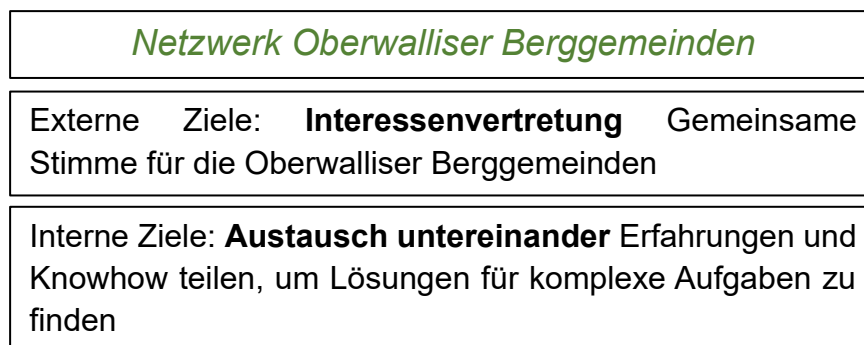 Netzwerk Oberwalliser Berggemeinden
Externe Ziele: Interessenvertretung Gemeinsame
Stimme für die Oberwalliser Berggemeinden
Interne Ziele: Austausch untereinander Erfahrungen und
Knowhow teilen, um Lösungen für komplexe Aufgaben zu
finden